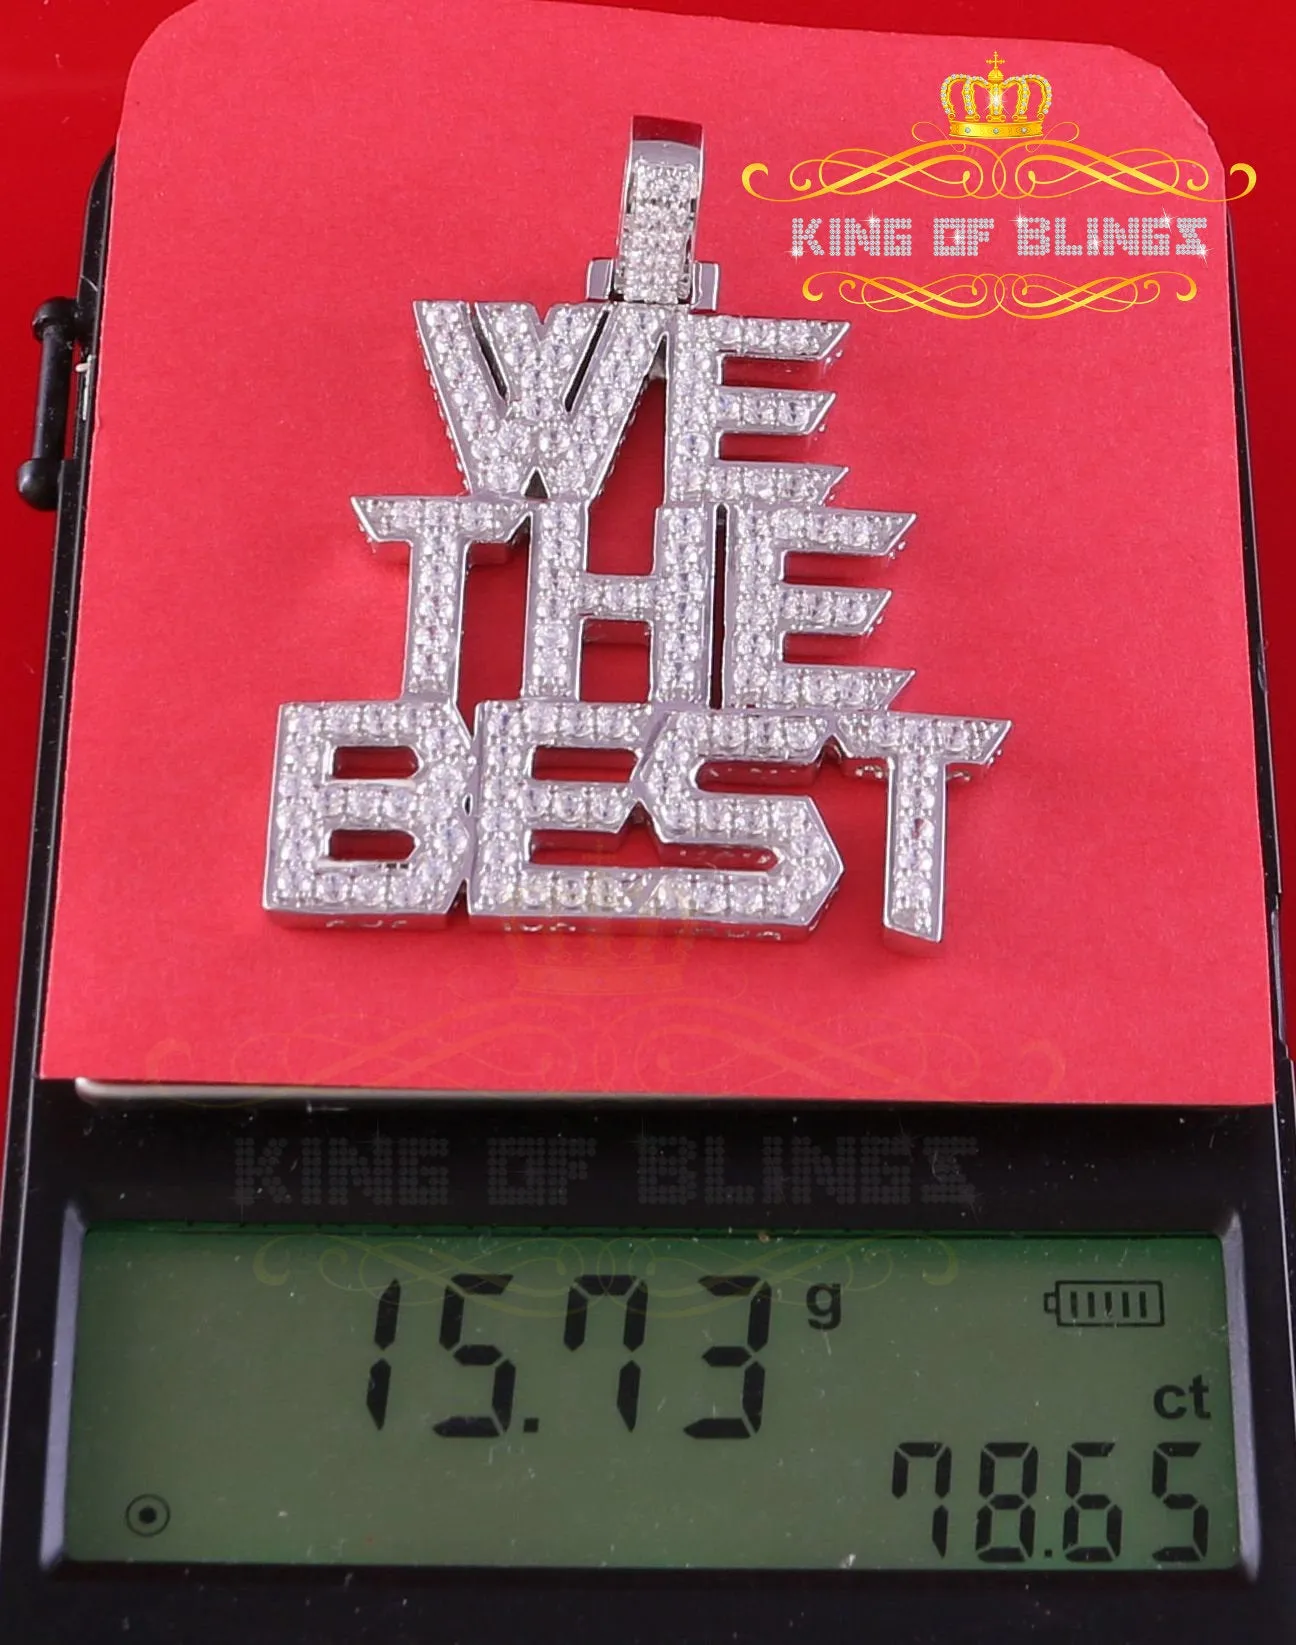 KING OF BLINGS
WE
THE
BEST
KING OF BLINGS
15.73 g
ct
78.65